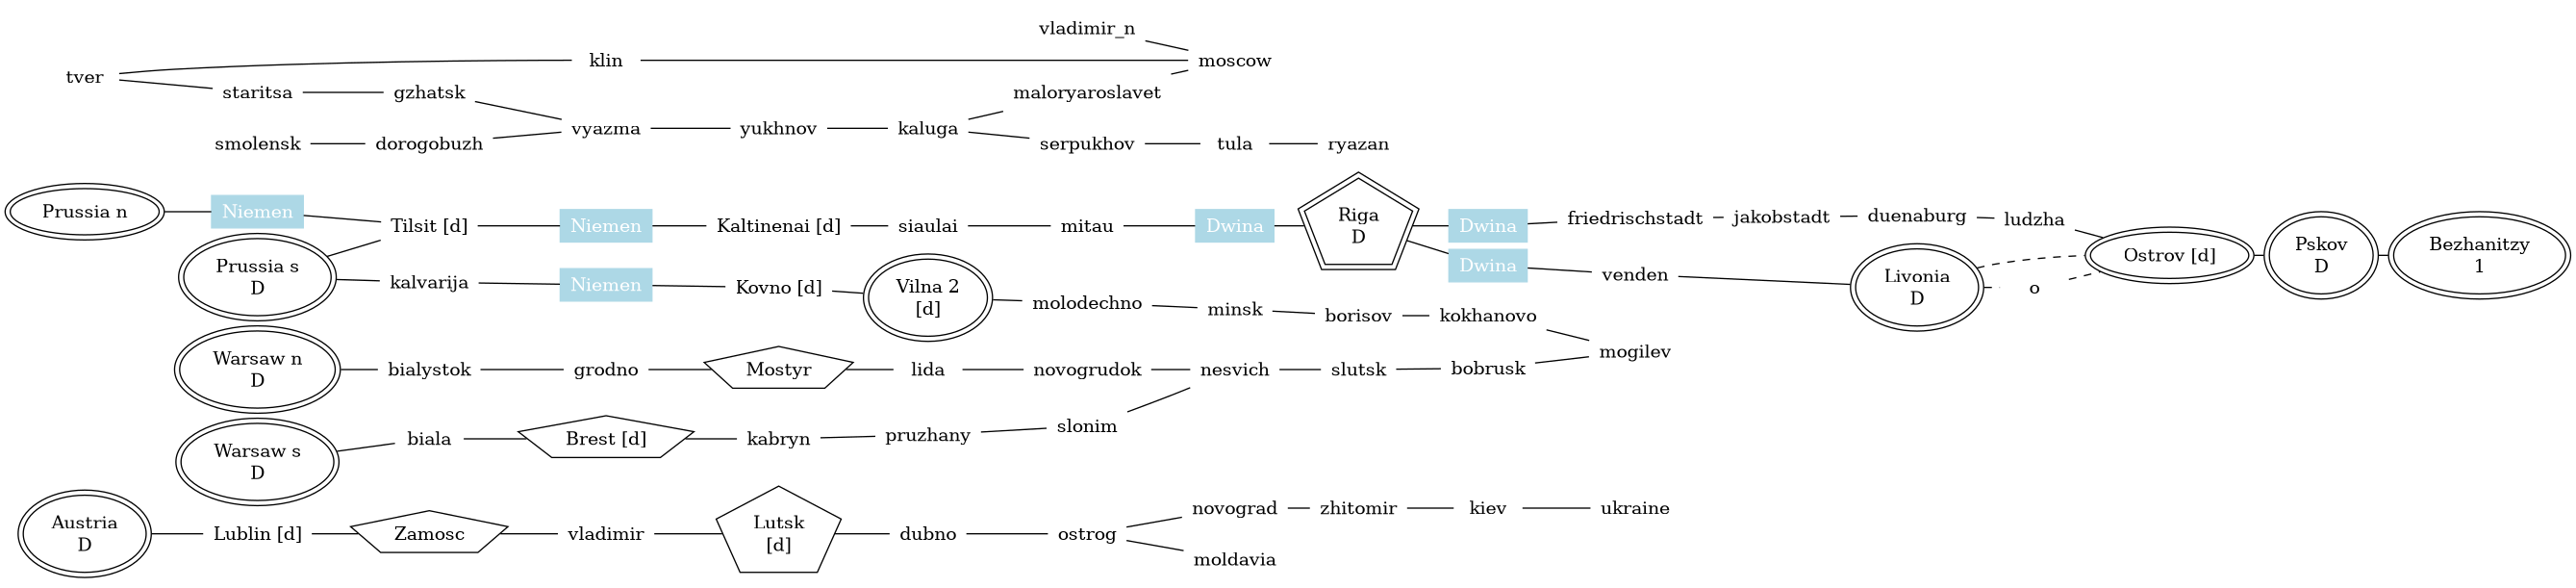 vladimir_n
tver
klin
moscow
staritsa
gzhatsk
maloryaroslavet
vyazma
yukhnov
kaluga
smolensk
dorogobuzh
serpukhov
tula
ryazan
Prussia n
Niemen
Tilsit [d]
Niemen
Kaltinenai [d]
siaulai
mitau
Dwina
Riga
D
Dwina
friedrischstadt
jakobstadt
duenaburg
ludzha
Dwina
venden
Livonia
D
o
Ostrov [d]
Pskov
D
Bezhanitzy
1
Prussia s
D
kalvarija
Niemen
Kovno [d]
Vilna 2
[d]
molodechno
minsk
borisov
kokhanovo
mogilev
Warsaw n
D
bialystok
grodno
Mostyr
lida
novogrudok
nesvich
slutsk
bobrusk
Warsaw s
D
biala
Brest [d]
kabryn
pruzhany
slonim
Austria
D
Lublin [d]
Zamosc
vladimir
Lutsk
[d]
dubno
ostrog
novograd
zhitomir
kiev
ukraine
moldavia